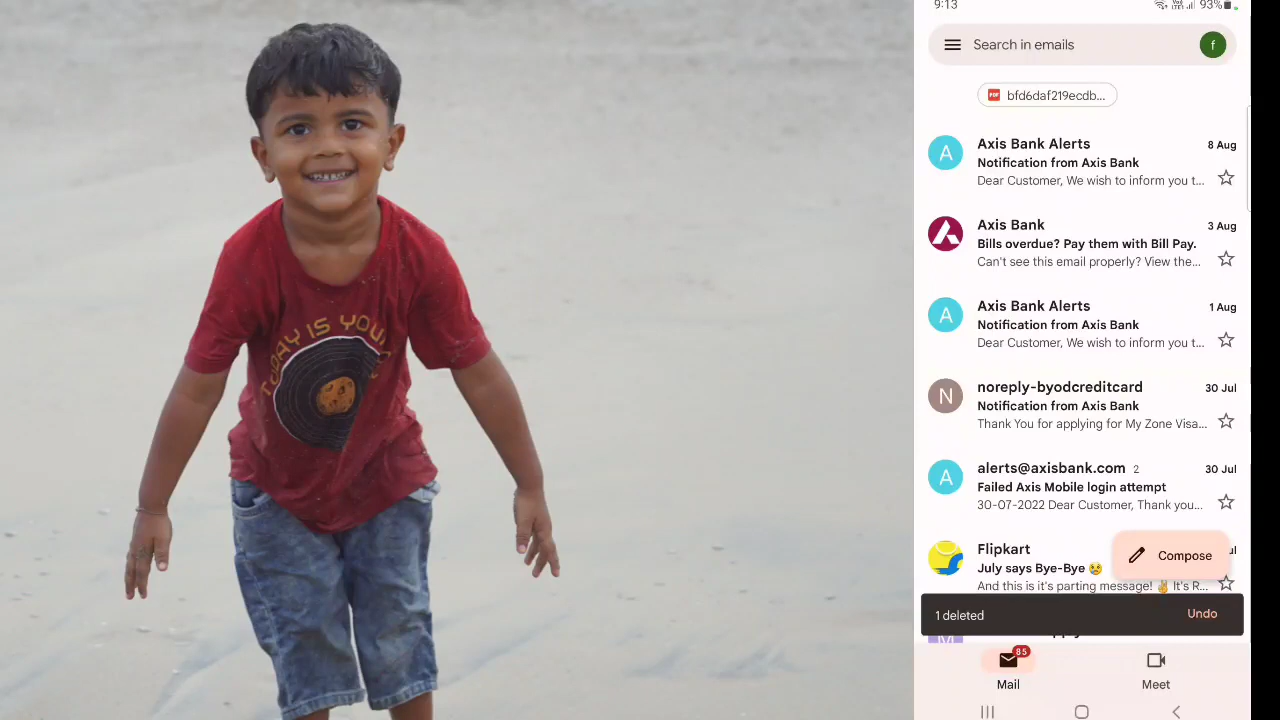 TODAY IS YOUR
9:13
93%
Search in emails
f
PDF bfd6daf219ecdb...
A
Axis Bank Alerts 8 Aug
Notification from Axis Bank
Dear Customer, We wish to inform you t...
Axis Bank 3 Aug
Bills overdue? Pay them with Bill Pay.
Can't see this email properly? View the...
A
Axis Bank Alerts 1 Aug
Notification from Axis Bank
Dear Customer, We wish to inform you t...
N
noreply-byodcreditcard 30 Jul
Notification from Axis Bank
Thank You for applying for My Zone Visa...
A
alerts@axisbank.com 2 30 Jul
Failed Axis Mobile login attempt
30-07-2022 Dear Customer, Thank you...
Flipkart
July says Bye-Bye 😢
And this is it's parting message! ✌ It's R...
Compose
1 deleted Undo
85
Mail Meet